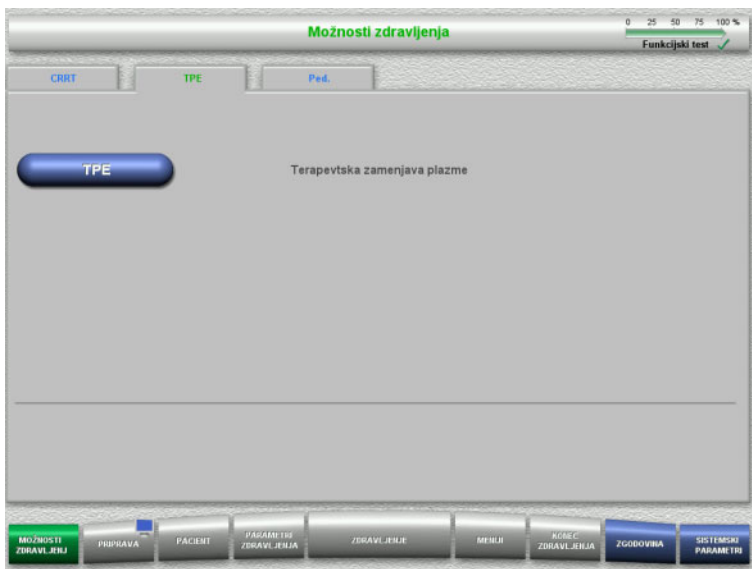 Možnosti zdravljenja
0 25 50 75 100 %
Funkcijski test
CRRT TPE Ped.
TPE Terapevtska zamenjava plazme
MOŽNOSTI ZDRAVLJENJ
PRIPRAVA
PACIENT
PARAMETRI ZDRAVLJENJA
ZDRAVLJENJE
MENIJI
KONEC ZDRAVLJENJA
ZGODOVINA
SISTEMSKI PARAMETRI